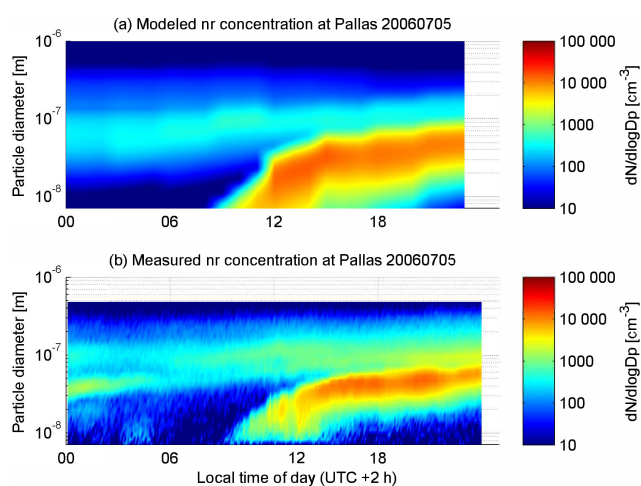 (a) Modeled nr concentration at Pallas 20060705
Particle diameter [m]
10-6
10-7
10-8
00 06 12 18
100 000
10 000
1000
100
10
dN/dlogDp [cm-3]
(b) Measured nr concentration at Pallas 20060705
Particle diameter [m]
10-6
10-7
10-8
00 06 12 18
Local time of day (UTC +2 h)
100 000
10 000
1000
100
10
dN/dlogDp [cm-3]